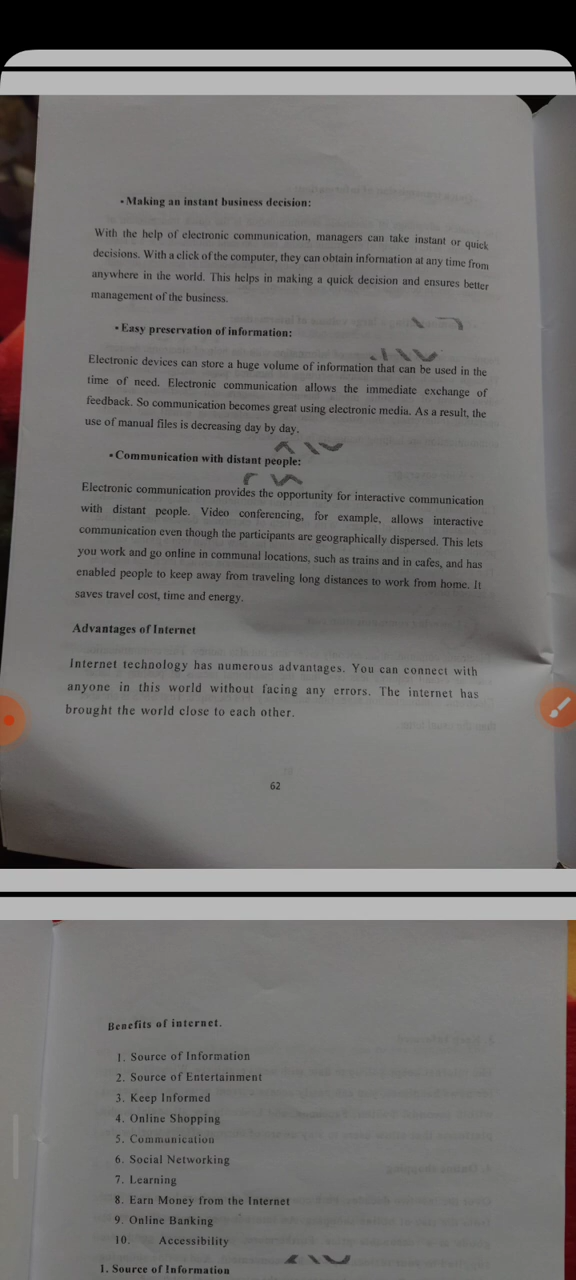 • Making an instant business decision:
With the help of electronic communication, managers can take instant or quick
decisions. With a click of the computer, they can obtain information at any time from
anywhere in the world. This helps in making a quick decision and ensures better
management of the business.
• Easy preservation of information:
Electronic devices can store a huge volume of information that can be used in the
time of need. Electronic communication allows the immediate exchange of
feedback. So communication becomes great using electronic media. As a result, the
use of manual files is decreasing day by day.
• Communication with distant people:
Electronic communication provides the opportunity for interactive communication
with distant people. Video conferencing, for example, allows interactive
communication even though the participants are geographically dispersed. This lets
you work and go online in communal locations, such as trains and in cafes, and has
enabled people to keep away from traveling long distances to work from home. It
saves travel cost, time and energy.
Advantages of Internet
Internet technology has numerous advantages. You can connect with
anyone in this world without facing any errors. The internet has
brought the world close to each other.
62
Benefits of internet.
1. Source of Information
2. Source of Entertainment
3. Keep Informed
4. Online Shopping
5. Communication
6. Social Networking
7. Learning
8. Earn Money from the Internet
9. Online Banking
10. Accessibility
1. Source of Information